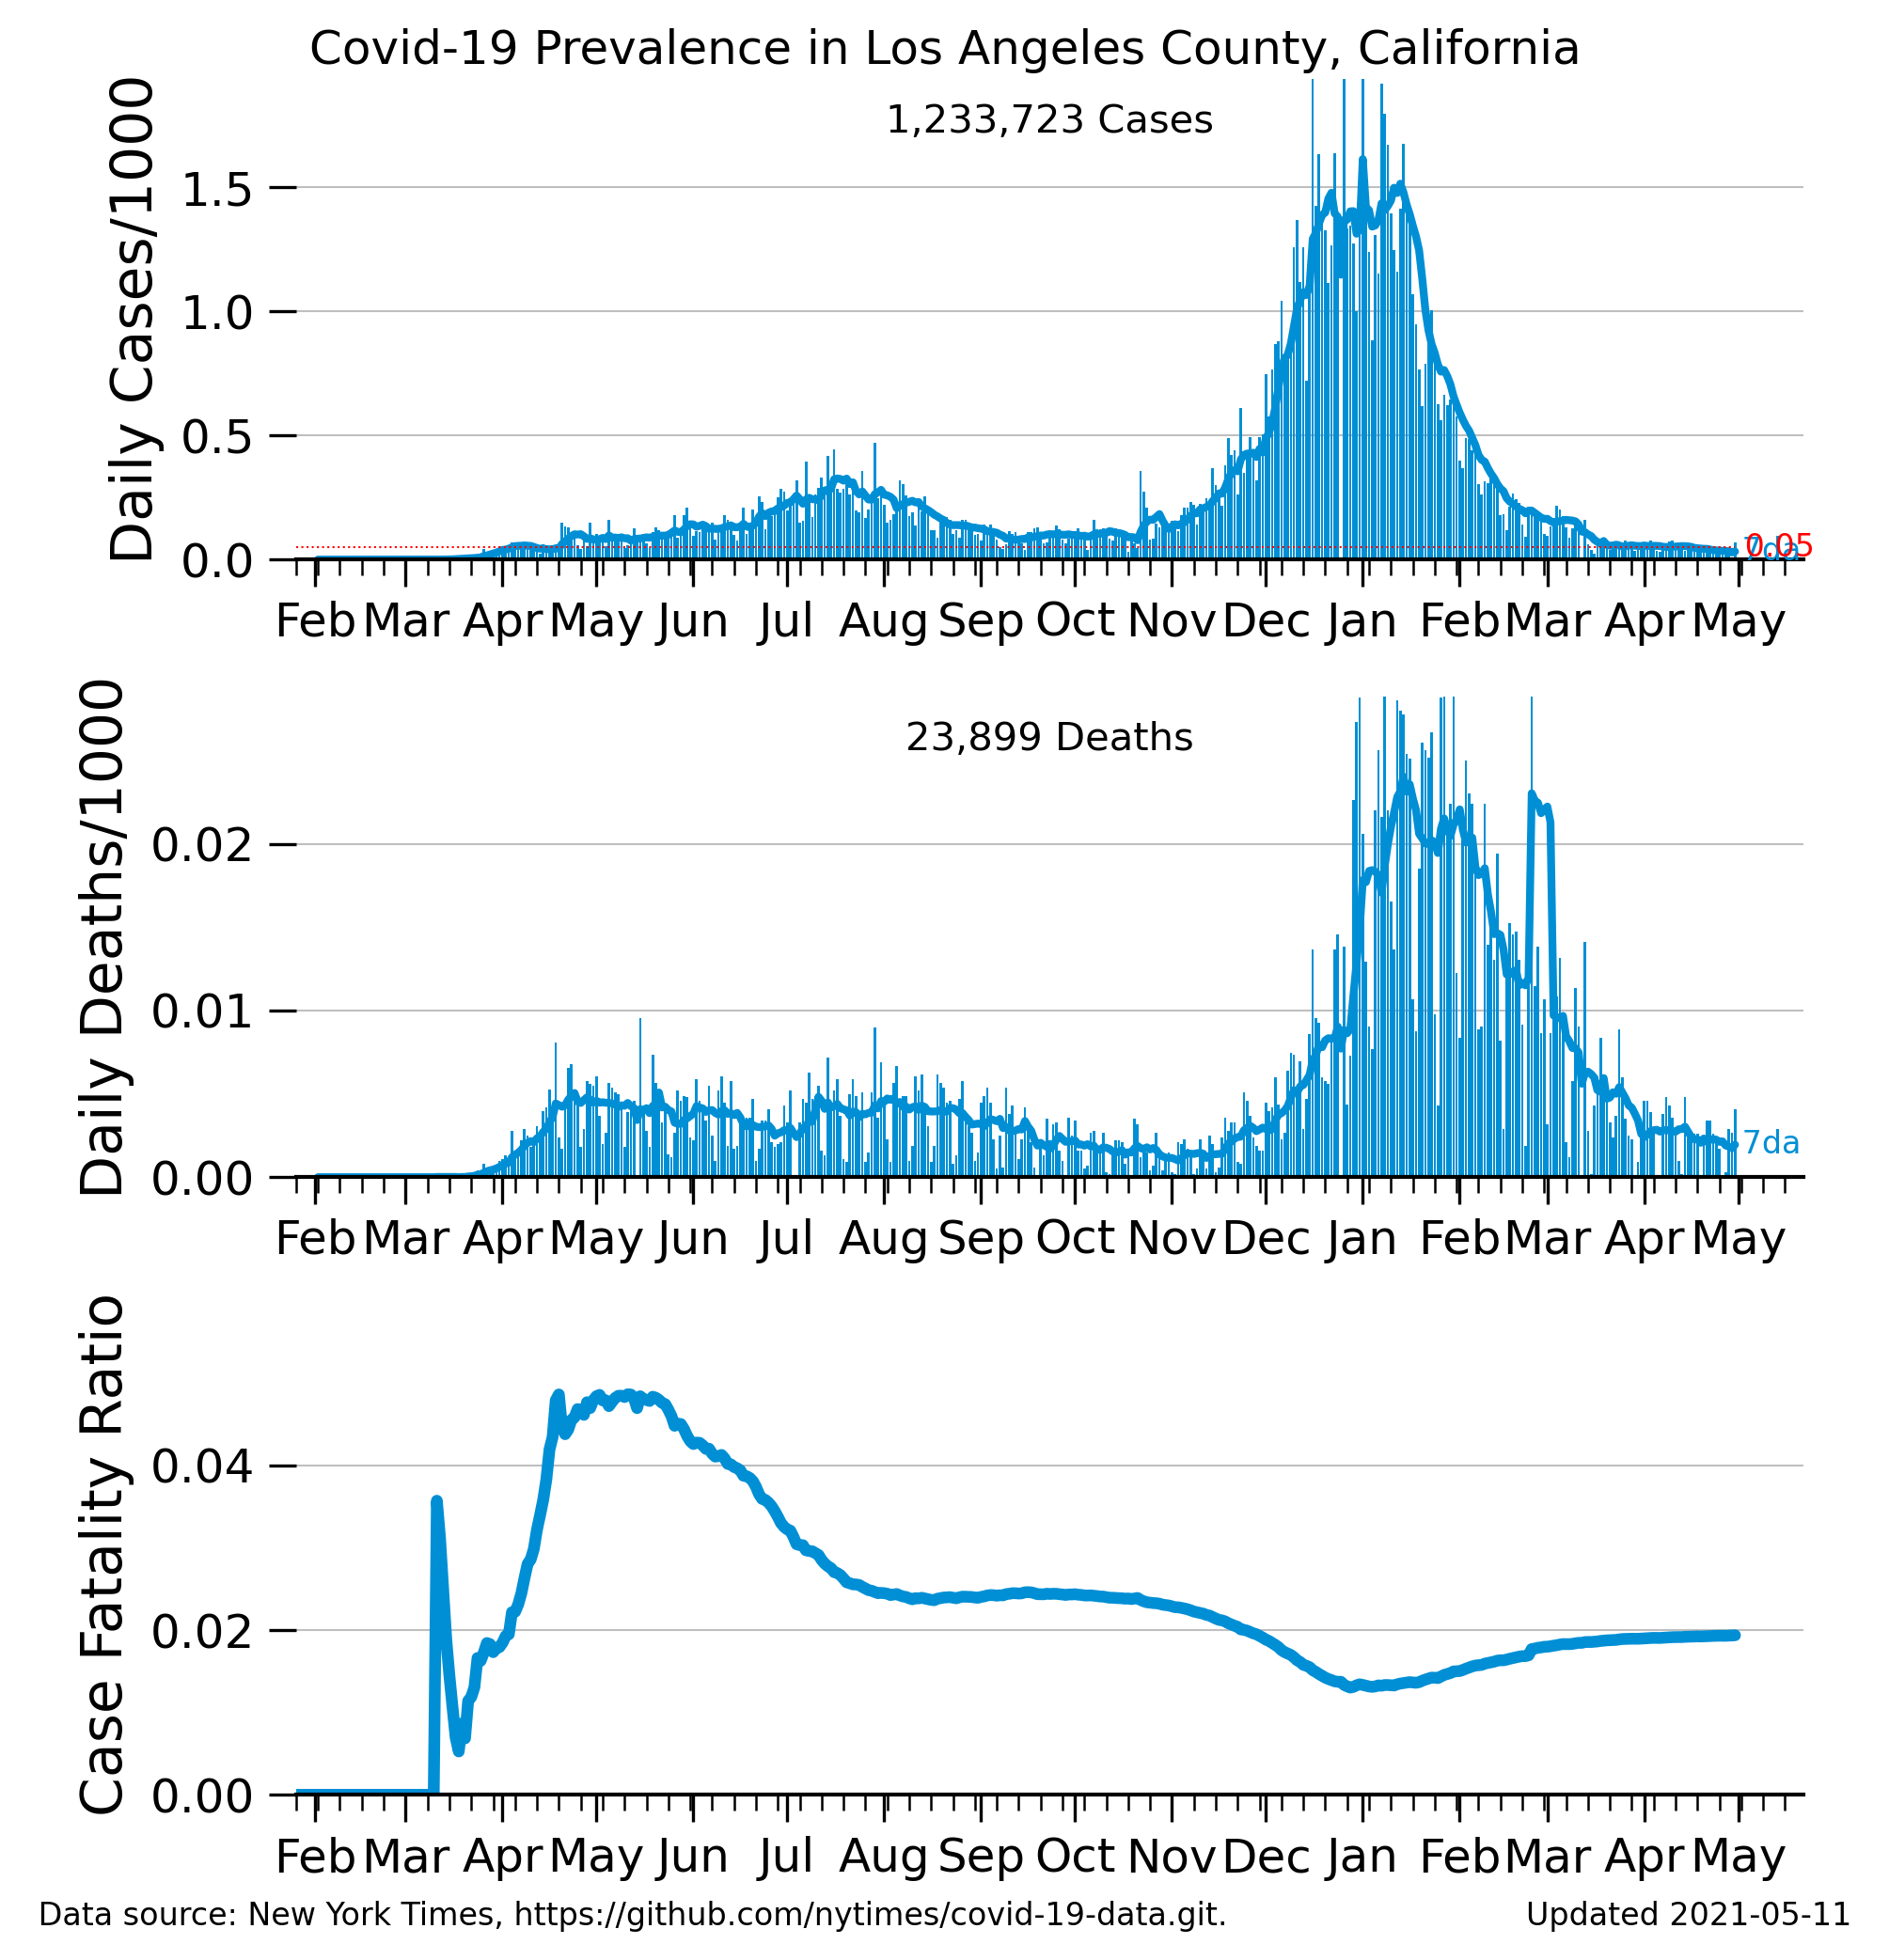 Covid-19 Prevalence in Los Angeles County, California
1,233,723 Cases
Daily Cases/1000
1.5
1.0
0.5
0.0
7da
0.05
Feb Mar Apr May Jun Jul Aug Sep Oct Nov Dec Jan Feb Mar Apr May
23,899 Deaths
Daily Deaths/1000
0.02
0.01
0.00
7da
Feb Mar Apr May Jun Jul Aug Sep Oct Nov Dec Jan Feb Mar Apr May
Case Fatality Ratio
0.04
0.02
0.00
Feb Mar Apr May Jun Jul Aug Sep Oct Nov Dec Jan Feb Mar Apr May
Data source: New York Times, https://github.com/nytimes/covid-19-data.git.
Updated 2021-05-11